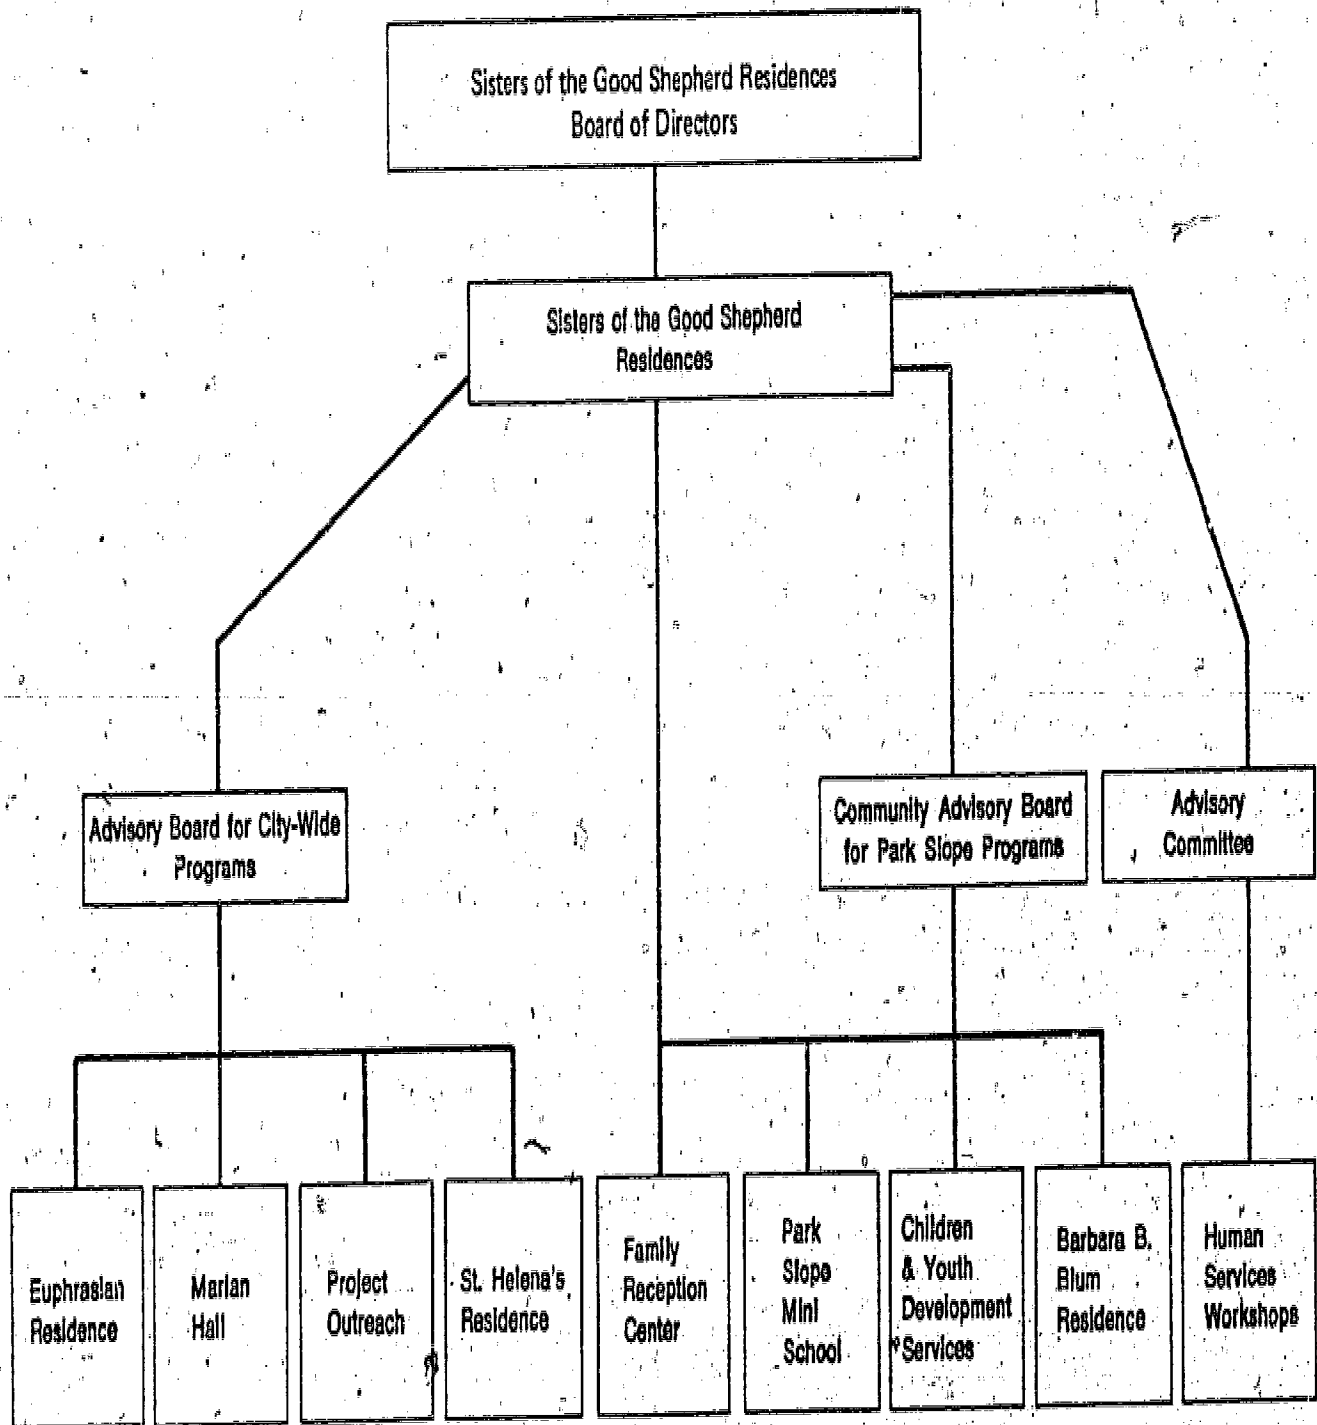 Sisters of the Good Shepherd Residences
Board of Directors
Sisters of the Good Shepherd
Residences
Advisory Board for City-Wide
Programs
Community Advisory Board
for Park Slope Programs
Advisory
Committee
Euphrasian
Residence
Marian
Hall
Project
Outreach
St. Helena's
Residence
Family
Reception
Center
Park
Slope
Mini
School
Children
& Youth
Development
Services
Barbara B.
Blum
Residence
Human
Services
Workshops